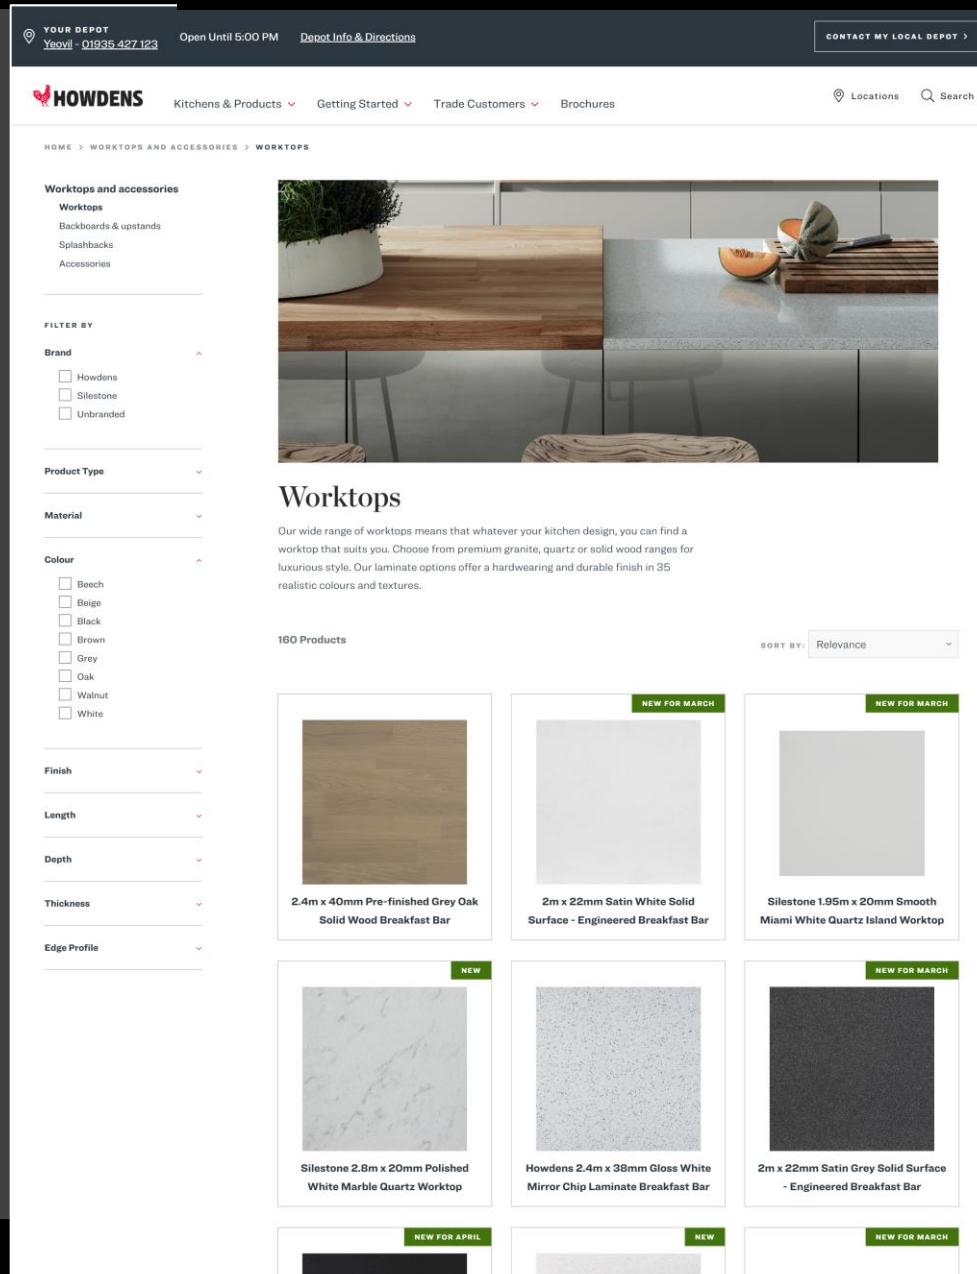 YOUR DEPOT
Yeovil - 01935 427 123
Open Until 5:00 PM
Depot Info & Directions
CONTACT MY LOCAL DEPOT >
HOWDENS
Kitchens & Products
Getting Started
Trade Customers
Brochures
Locations
Search
HOME > WORKTOPS AND ACCESSORIES > WORKTOPS
Worktops and accessories
Worktops
Backboards & upstands
Splashbacks
Accessories
FILTER BY
Brand
Howdens
Silestone
Unbranded
Product Type
Material
Colour
Beech
Beige
Black
Brown
Grey
Oak
Walnut
White
Finish
Length
Depth
Thickness
Edge Profile
Worktops
Our wide range of worktops means that whatever your kitchen design, you can find a
worktop that suits you. Choose from premium granite, quartz or solid wood ranges for
luxurious style. Our laminate options offer a hardwearing and durable finish in 35
realistic colours and textures.
160 Products
SORT BY:
Relevance
2.4m x 40mm Pre-finished Grey Oak
Solid Wood Breakfast Bar
NEW FOR MARCH
2m x 22mm Satin White Solid
Surface - Engineered Breakfast Bar
NEW FOR MARCH
Silestone 1.95m x 20mm Smooth
Miami White Quartz Island Worktop
NEW
Silestone 2.8m x 20mm Polished
White Marble Quartz Worktop
Howdens 2.4m x 38mm Gloss White
Mirror Chip Laminate Breakfast Bar
NEW FOR MARCH
2m x 22mm Satin Grey Solid Surface
- Engineered Breakfast Bar
NEW FOR APRIL
NEW
NEW FOR MARCH